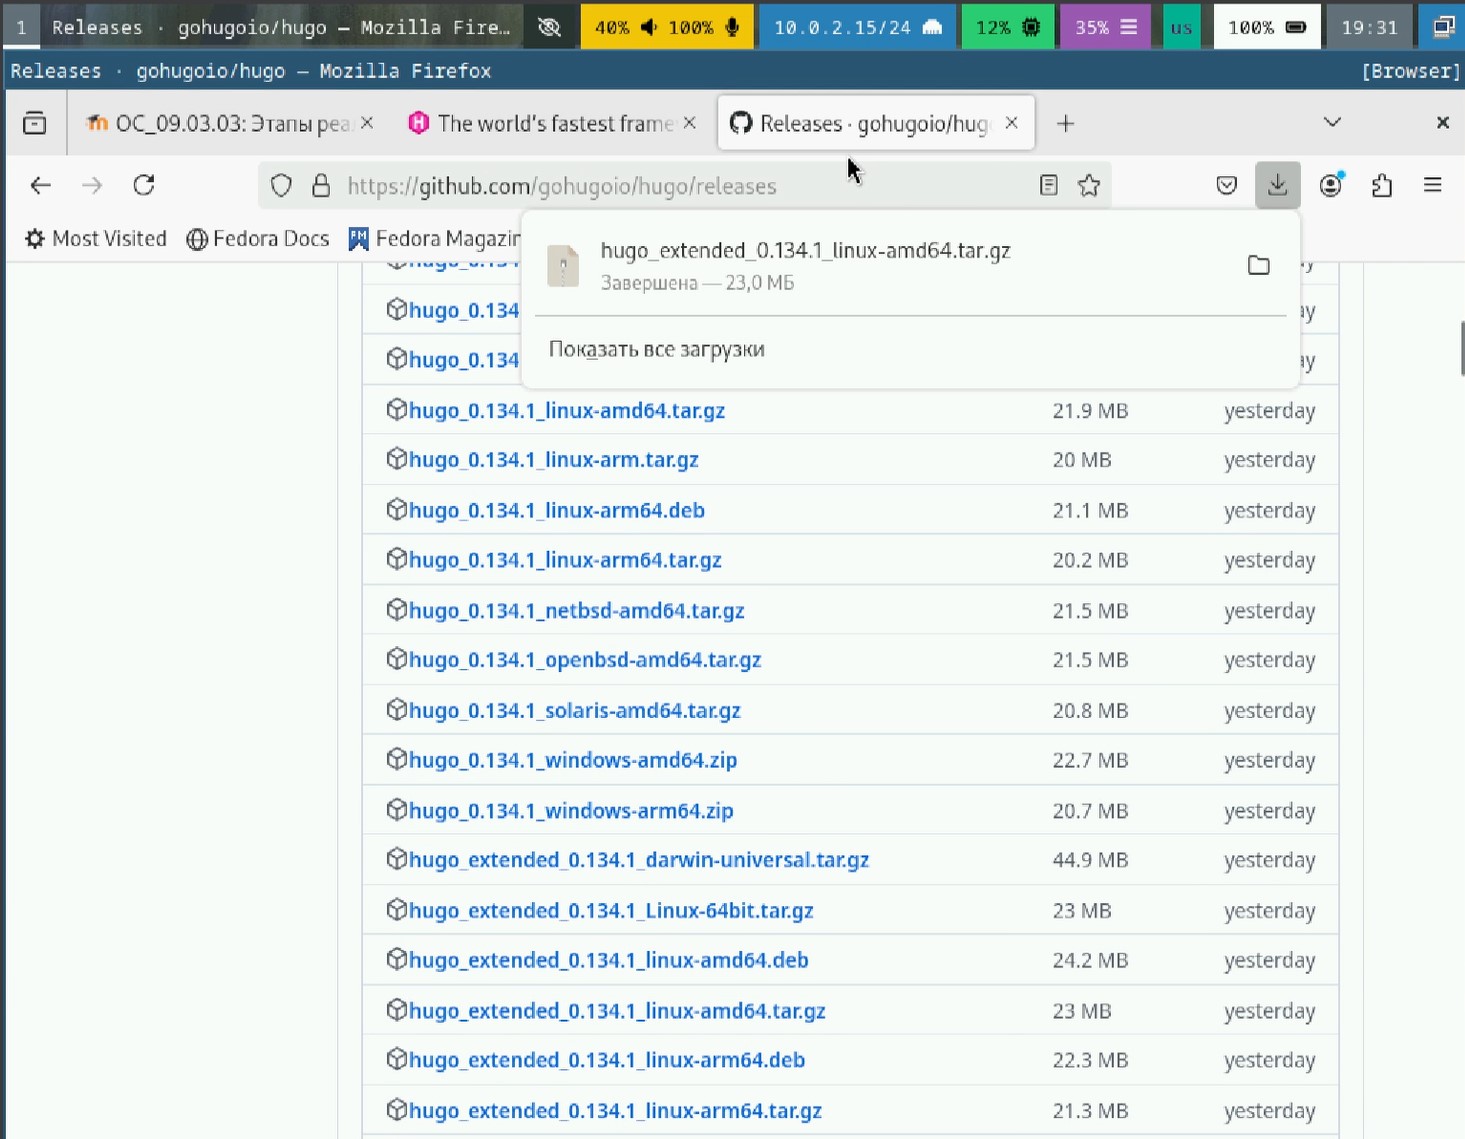 1 Releases · gohugoio/hugo — Mozilla Fire… 40% 100% 10.0.2.15/24 12% 35% us 100% 19:31
Releases · gohugoio/hugo — Mozilla Firefox [Browser]
ОС_09.03.03: Этапы реа The world's fastest frame Releases · gohugoio/hug
https://github.com/gohugoio/hugo/releases
Most Visited Fedora Docs Fedora Magazin
hugo_extended_0.134.1_linux-amd64.tar.gz
Завершена — 23,0 МБ
hugo_0.134
Показать все загрузки
hugo_0.134
hugo_0.134.1_linux-amd64.tar.gz 21.9 MB yesterday
hugo_0.134.1_linux-arm.tar.gz 20 MB yesterday
hugo_0.134.1_linux-arm64.deb 21.1 MB yesterday
hugo_0.134.1_linux-arm64.tar.gz 20.2 MB yesterday
hugo_0.134.1_netbsd-amd64.tar.gz 21.5 MB yesterday
hugo_0.134.1_openbsd-amd64.tar.gz 21.5 MB yesterday
hugo_0.134.1_solaris-amd64.tar.gz 20.8 MB yesterday
hugo_0.134.1_windows-amd64.zip 22.7 MB yesterday
hugo_0.134.1_windows-arm64.zip 20.7 MB yesterday
hugo_extended_0.134.1_darwin-universal.tar.gz 44.9 MB yesterday
hugo_extended_0.134.1_Linux-64bit.tar.gz 23 MB yesterday
hugo_extended_0.134.1_linux-amd64.deb 24.2 MB yesterday
hugo_extended_0.134.1_linux-amd64.tar.gz 23 MB yesterday
hugo_extended_0.134.1_linux-arm64.deb 22.3 MB yesterday
hugo_extended_0.134.1_linux-arm64.tar.gz 21.3 MB yesterday